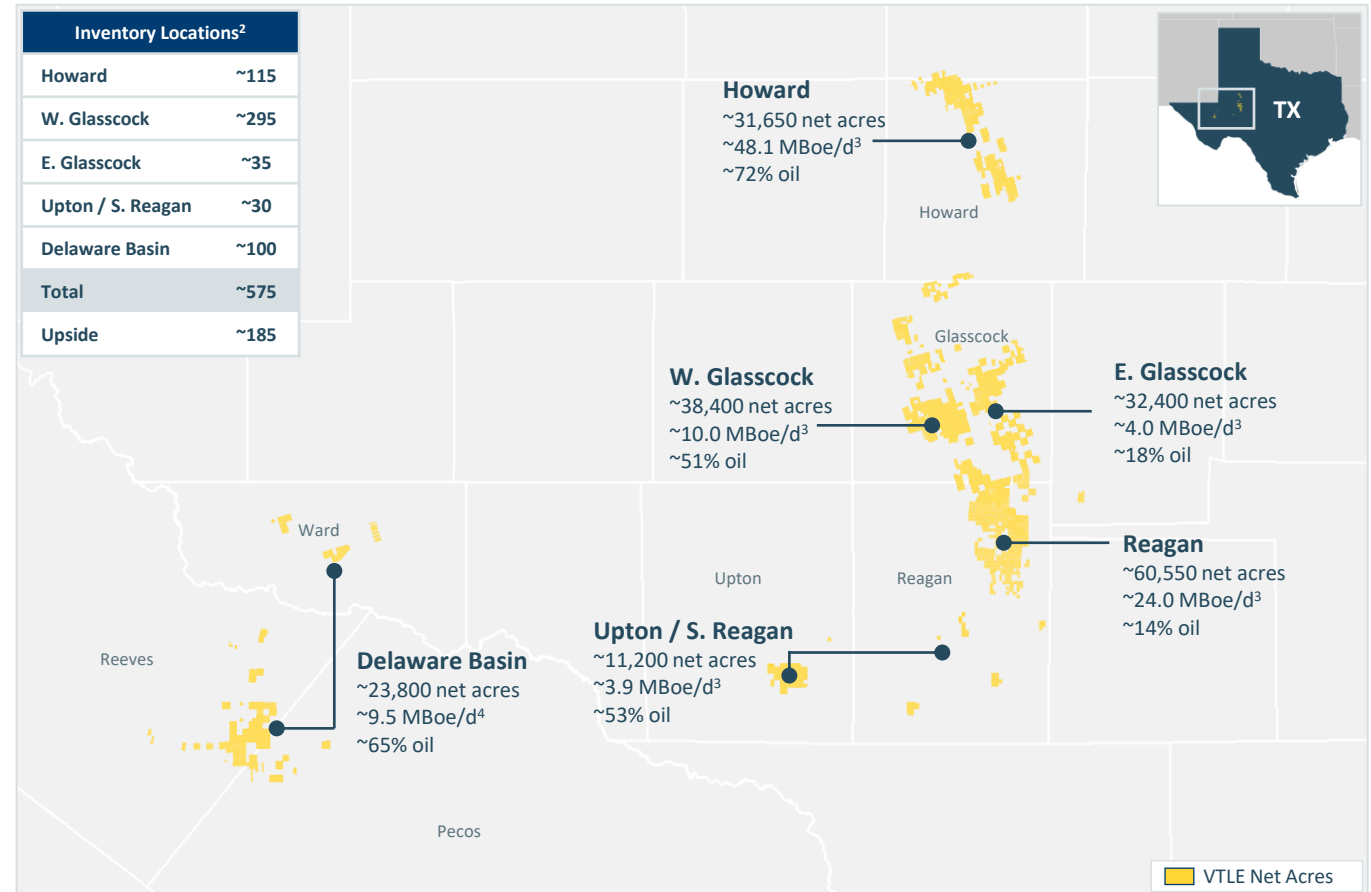 Inventory Locations²
Howard ~115
W. Glasscock ~295
E. Glasscock ~35
Upton / S. Reagan ~30
Delaware Basin ~100
Total ~575
Upside ~185
TX
Howard
~31,650 net acres
~48.1 MBoe/d³
~72% oil
Howard
Glasscock
W. Glasscock
~38,400 net acres
~10.0 MBoe/d³
~51% oil
E. Glasscock
~32,400 net acres
~4.0 MBoe/d³
~18% oil
Ward
Reagan
~60,550 net acres
~24.0 MBoe/d³
~14% oil
Upton
Reagan
Upton / S. Reagan
~11,200 net acres
~3.9 MBoe/d³
~53% oil
Reeves
Delaware Basin
~23,800 net acres
~9.5 MBoe/d⁴
~65% oil
Pecos
VTLE Net Acres